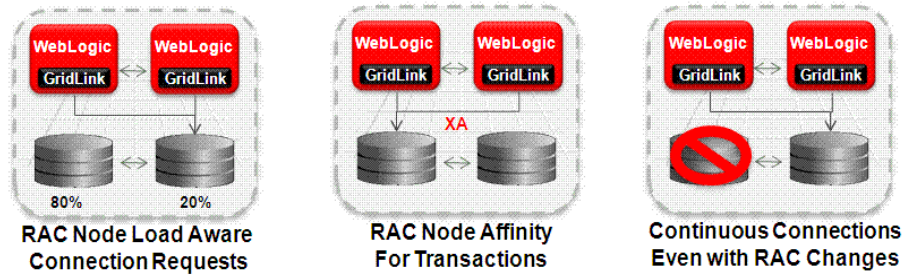 WebLogic WebLogic
GridLink GridLink
80% 20%
RAC Node Load Aware
Connection Requests
WebLogic WebLogic
GridLink GridLink
XA
RAC Node Affinity
For Transactions
WebLogic WebLogic
GridLink GridLink
Continuous Connections
Even with RAC Changes